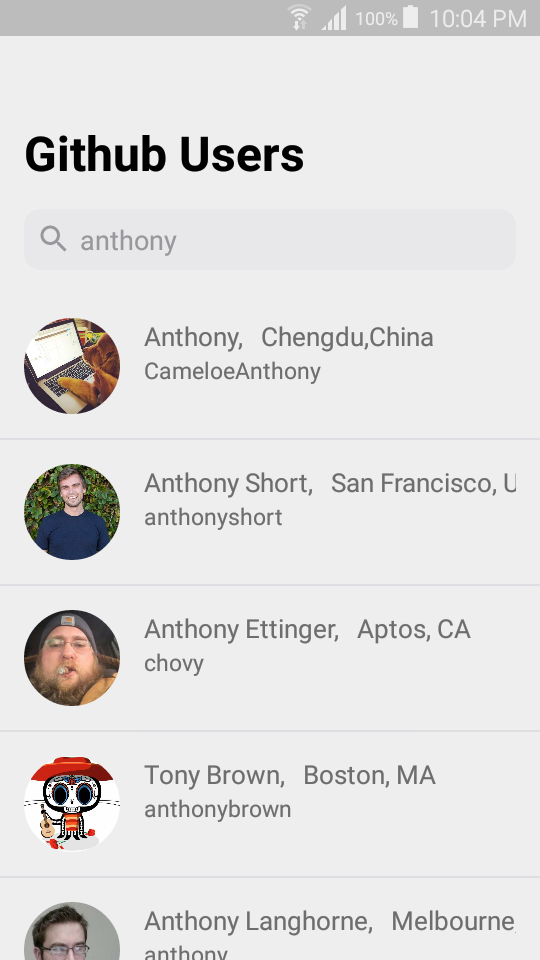 100% 10:04 PM
Github Users
anthony
Anthony,   Chengdu,China
CameloeAnthony
Anthony Short,   San Francisco, U
anthonyshort
Anthony Ettinger,   Aptos, CA
chovy
Tony Brown,   Boston, MA
anthonybrown
Anthony Langhorne,   Melbourne,
anthony